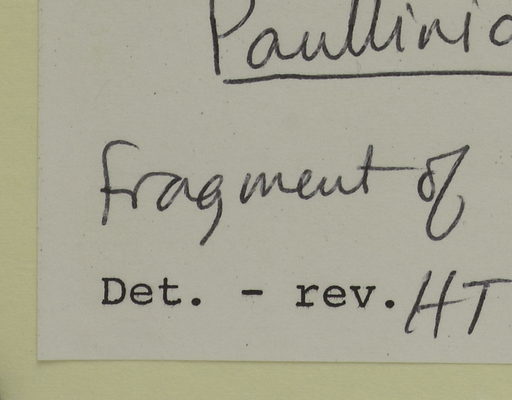 Paullinia
fragment of
Det. - rev. HT